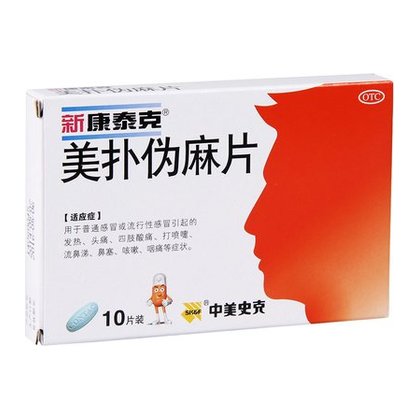 OTC
新康泰克®
美扑伪麻片
【适应症】
用于普通感冒或流行性感冒引起的
发热、头痛、四肢酸痛、打喷嚏、
流鼻涕、鼻塞、咳嗽、咽痛等症状。
10片装
SK&F ® 中美史克
CONTAC